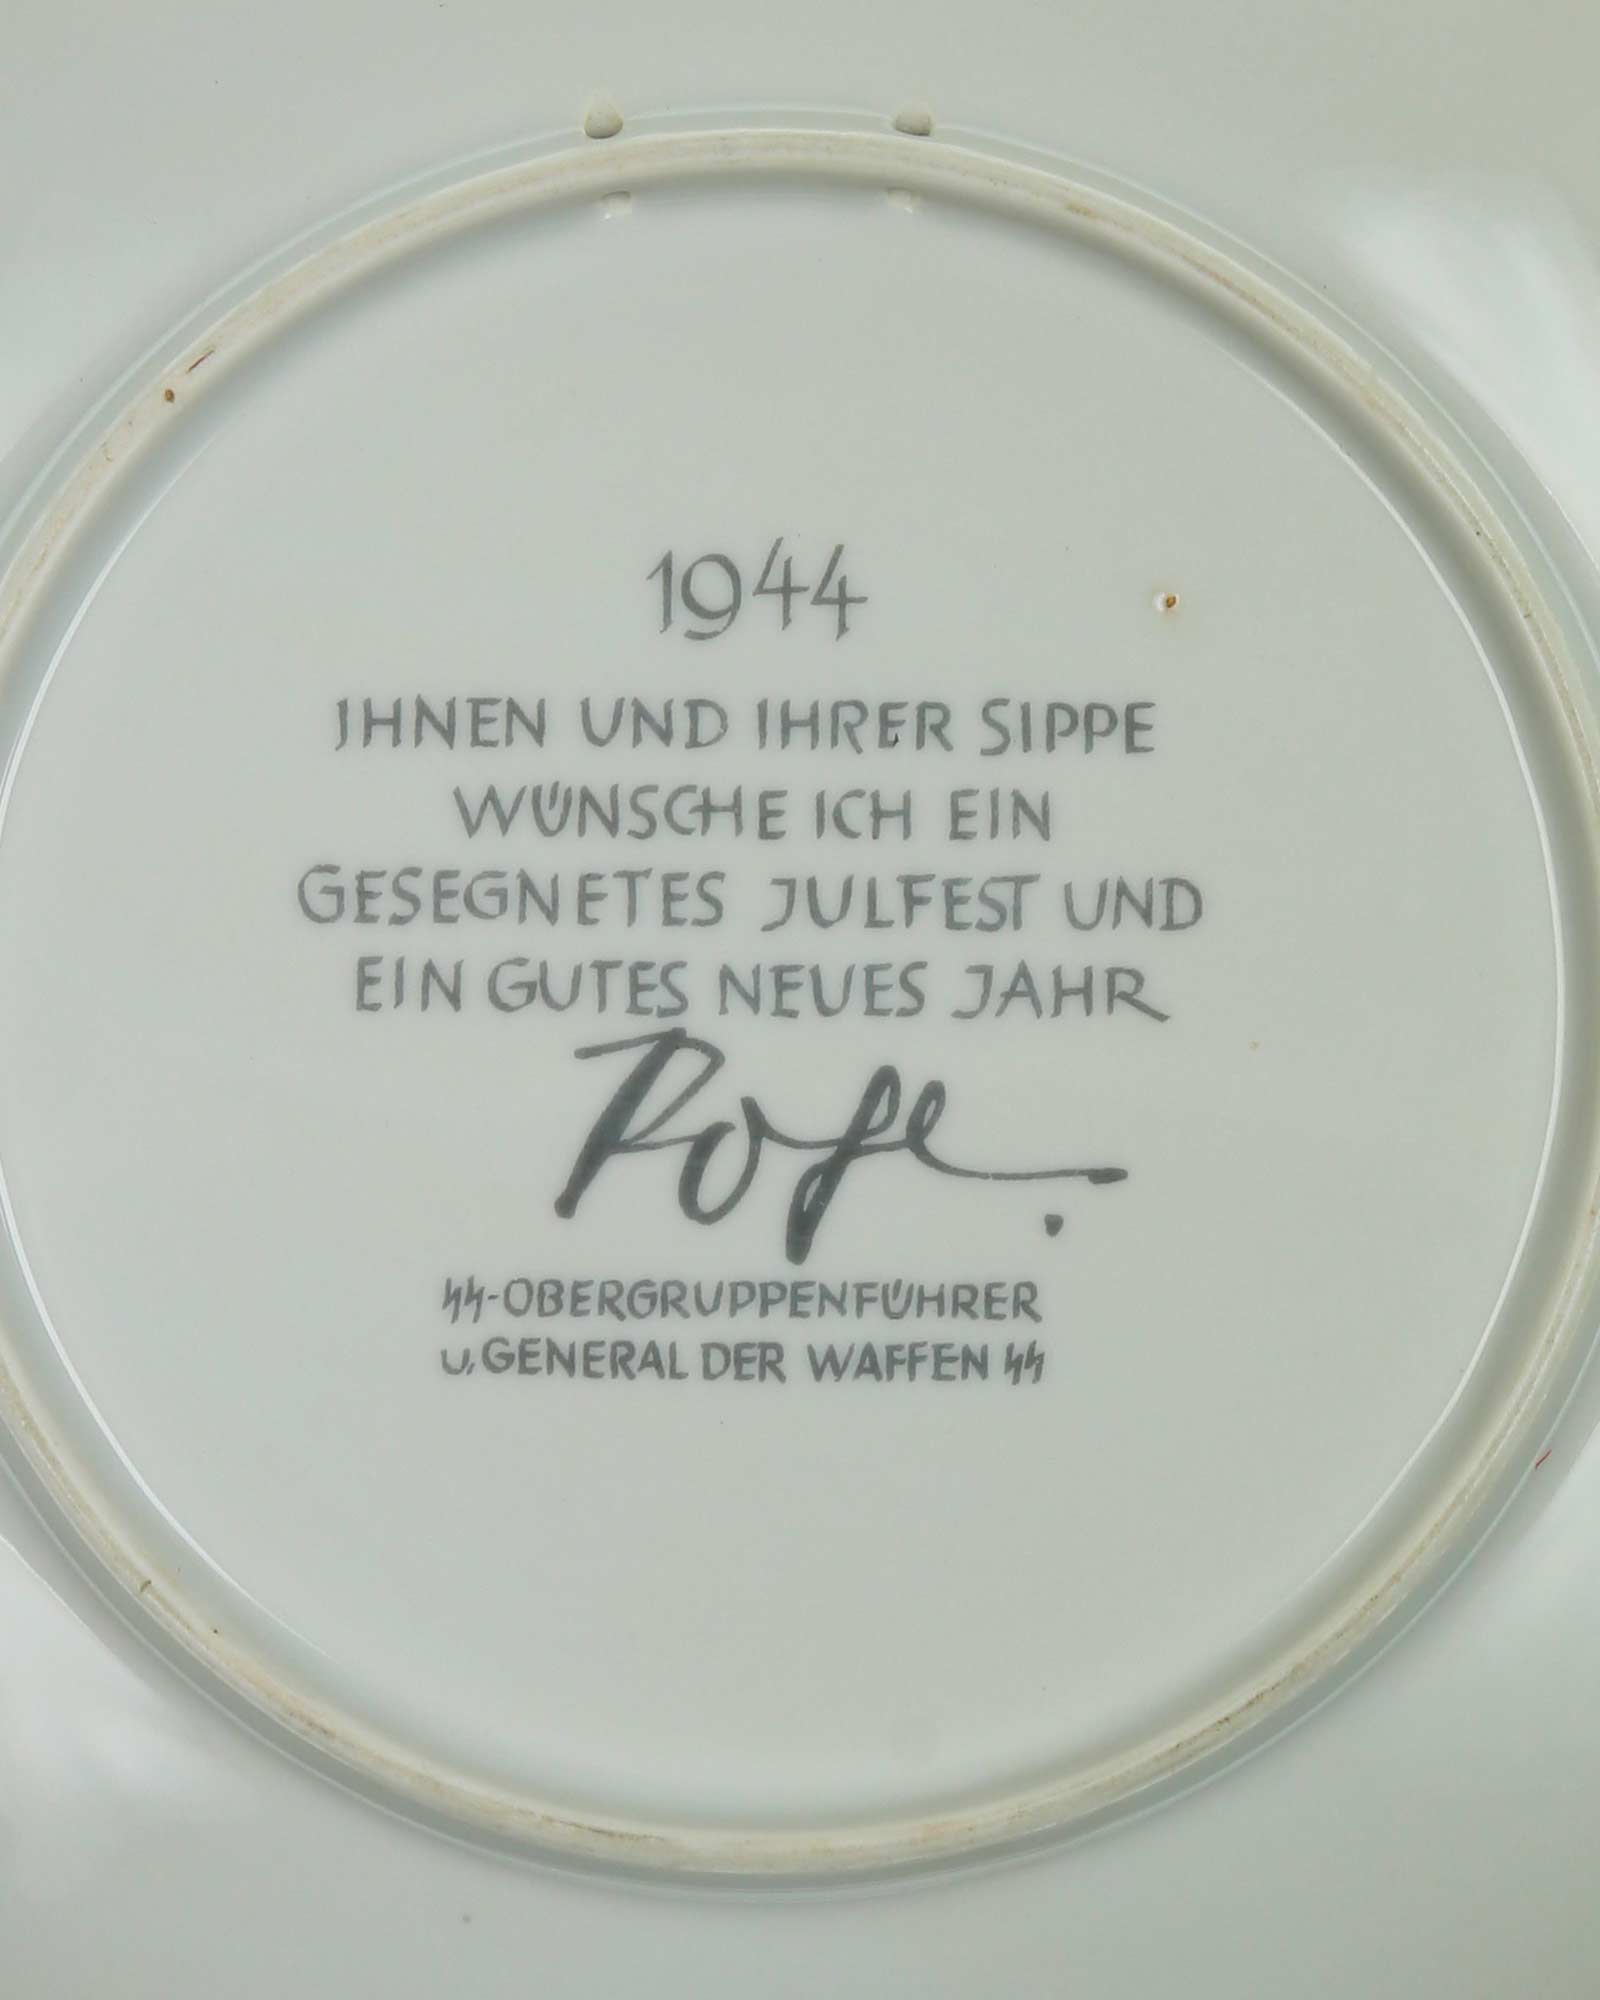 1944
IHNEN UND IHRER SIPPE
WÜNSCHE ICH EIN
GESEGNETES JULFEST UND
EIN GUTES NEUES JAHR
Pohl.
ᛋᛋ-OBERGRUPPENFÜHRER
u. GENERAL DER WAFFEN ᛋᛋ